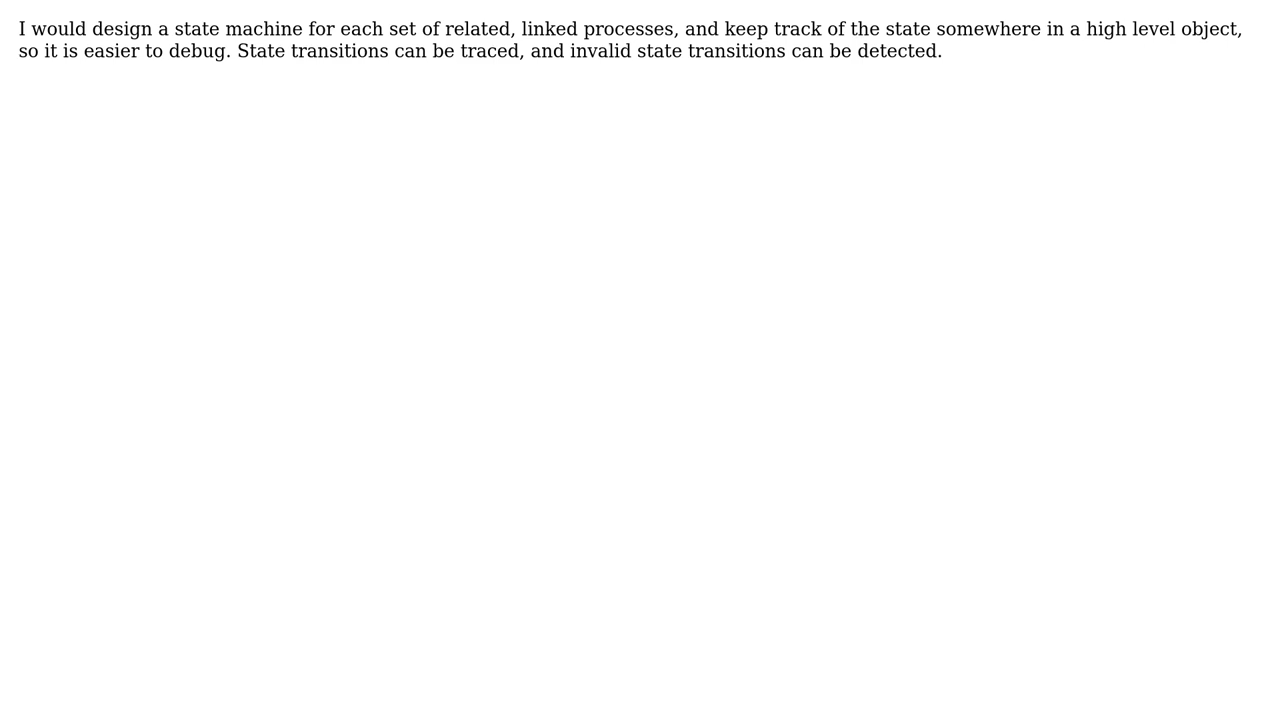 I would design a state machine for each set of related, linked processes, and keep track of the state somewhere in a high level object,
so it is easier to debug. State transitions can be traced, and invalid state transitions can be detected.